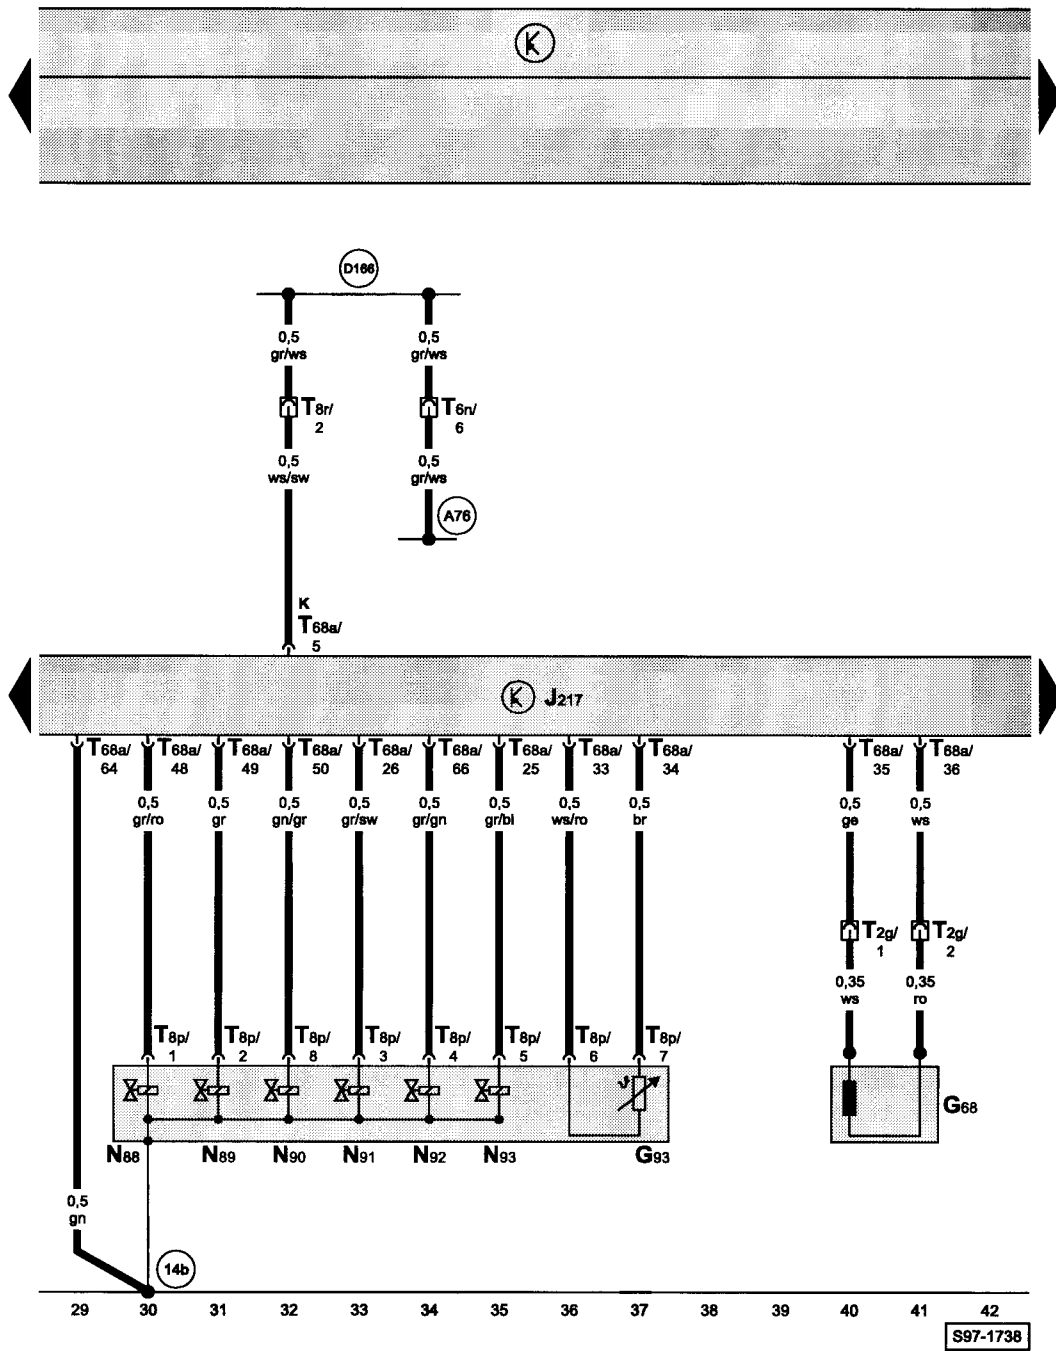 K
D166
0,5 0,5
gr/ws gr/ws
T8r/ T6n/
2 6
0,5 0,5
ws/sw gr/ws
A76
K
T68a/
5
K J217
T68a/ T68a/ T68a/ T68a/ T68a/ T68a/ T68a/ T68a/ T68a/ T68a/ T68a/
64 48 49 50 26 66 25 33 34 35 36
0,5 0,5 0,5 0,5 0,5 0,5 0,5 0,5 0,5 0,5
gr/ro gr gn/gr gr/sw gr/gn gr/bl ws/ro br ge ws
T2g/ T2g/
1 2
0,35 0,35
ws ro
T8p/ T8p/ T8p/ T8p/ T8p/ T8p/ T8p/ T8p/
1 2 8 3 4 5 6 7
ϑ
G68
N88 N89 N90 N91 N92 N93 G93
0,5
gn
14b
29 30 31 32 33 34 35 36 37 38 39 40 41 42
S97-1738